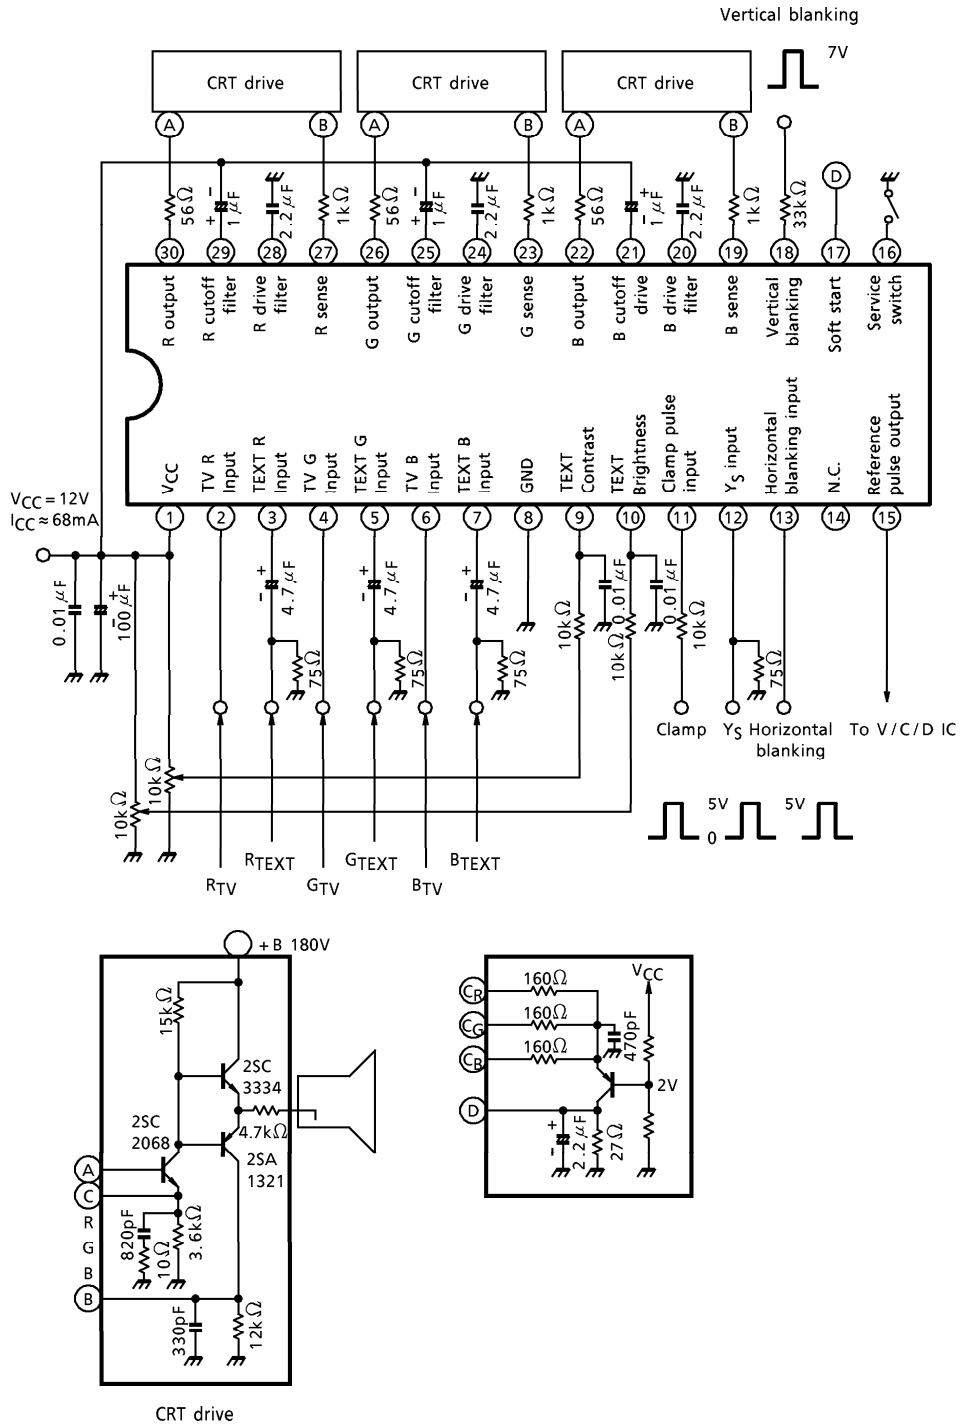 Vertical blanking
7V
CRT drive
CRT drive
CRT drive
A
B
A
B
A
B
D
56Ω
- + 1μF
2.2μF
1kΩ
56Ω
- + 1μF
2.2μF
1kΩ
56Ω
+ - 1μF
2.2μF
1kΩ
33kΩ
30
29
28
27
26
25
24
23
22
21
20
19
18
17
16
R output
R cutoff
filter
R drive
filter
R sense
G output
G cutoff
filter
G drive
filter
G sense
B output
B cutoff
drive
B drive
filter
B sense
Vertical
blanking
Soft start
Service
switch
VCC
TV R
Input
TEXT R
Input
TV G
Input
TEXT G
Input
TV B
Input
TEXT B
Input
GND
TEXT
Contrast
TEXT
Brightness
Clamp pulse
input
YS input
Horizontal
blanking input
N.C.
Reference
pulse output
1
2
3
4
5
6
7
8
9
10
11
12
13
14
15
VCC = 12V
ICC ≈ 68mA
0.01μF
- + 100μF
+ - 4.7μF
+ - 4.7μF
+ - 4.7μF
0.01μF
0.01μF
10kΩ
10kΩ
10kΩ
75Ω
75Ω
75Ω
75Ω
Clamp
YS
Horizontal
blanking
To V/C/D IC
10kΩ
10kΩ
5V
0
5V
RTV
RTEXT
GTV
GTEXT
BTV
BTEXT
+B 180V
15kΩ
2SC
3334
4.7kΩ
2SC
2068
2SA
1321
A
C
R
G
B
B
820pF
10Ω
3.6kΩ
330pF
12kΩ
CRT drive
VCC
CR
160Ω
CG
160Ω
CB
160Ω
470pF
2V
D
+ - 2.2μF
27Ω